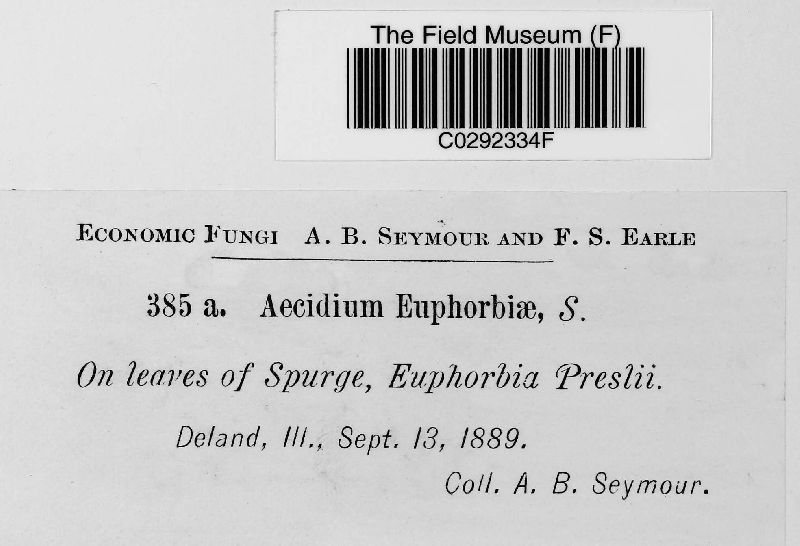 The Field Museum (F)
C0292334F
Economic Fungi A. B. Seymour and F. S. Earle
385 a. Aecidium Euphorbiæ, S.
On leaves of Spurge, Euphorbia Preslii.
Deland, Ill., Sept. 13, 1889.
Coll. A. B. Seymour.